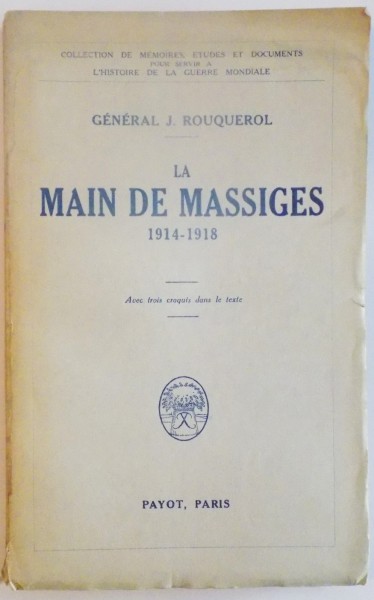 COLLECTION DE MÉMOIRES, ÉTUDES ET DOCUMENTS
POUR SERVIR A
L'HISTOIRE DE LA GUERRE MONDIALE
GÉNÉRAL J. ROUQUEROL
LA
MAIN DE MASSIGES
1914-1918
Avec trois croquis dans le texte
PAYOT, PARIS